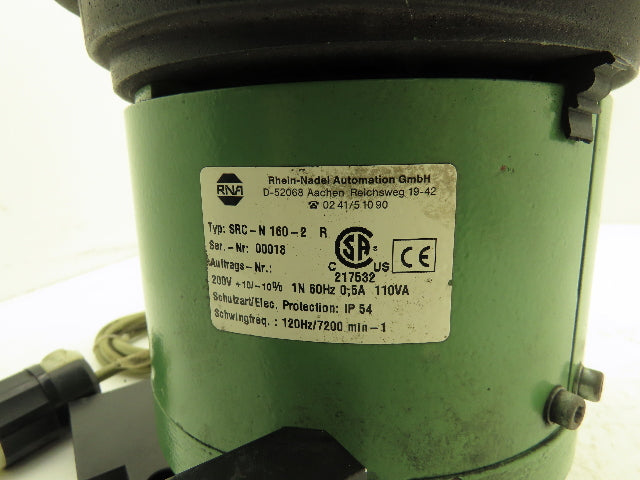 RNA
Rhein-Nadel Automation GmbH
D-52068 Aachen Reichsweg 19-42
☎ 02 41/5 10 90
Typ: SRC-N 160-2 R
Ser.-Nr: 00018
Auftrags-Nr.:
CSA ®
C US
217532
CE
200V +10/-10% 1N 60Hz 0,5A 110VA
Schutzart/Elec. Protection: IP 54
Schwingfreq.: 120Hz/7200 min-1